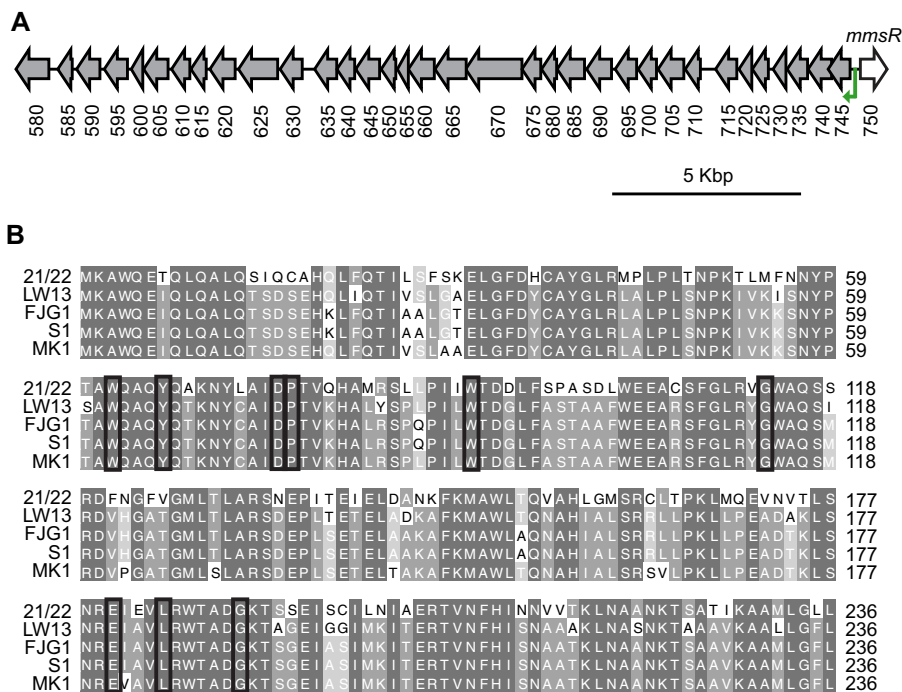 A
mmsR
580 585 590 595 600 605 610 615 620 625 630 635 640 645 650 655 660 665 670 675 680 685 690 695 700 705 710 715 720 725 730 735 740 745 750
5 Kbp
B
21/22 MKAWQETQLQALQSIQCAHQLFQTILSFSKELGFDHCAYGLRMPLPLTNPKTLMFNNYP 59
LW13 MKAWQEIQLQALQTSDSEHQLIQTIVSLGAELGFDYCAYGLRLALPLSNPKIVKISNYP 59
FJG1 MKAWQEIQLQALQTSDSEHKLFQTIAALGTELGFDYCAYGLRLALPLSNPKIVKKSNYP 59
S1 MKAWQEIQLQALQTSDSEHKLFQTIAALGTELGFDYCAYGLRLALPLSNPKIVKKSNYP 59
MK1 MKAWQEIQLQALQTSDSEHQLFQTIVSLAAELGFDYCAYGLRLALPLSNPKIVKKSNYP 59
21/22 TAWQAQYQAKNYLAIDPTVQHAMRSLLPIIWTDDLFSPASDLWEEACSFGLRVGWAQSS 118
LW13 SAWQAQYQTKNYCAIDPTVKHALYSPLPILWTDGLFASTAAFWEEARSFGLRYGWAQSI 118
FJG1 TAWQAQYQTKNYCAIDPTVKHALRSPQPILWTDGLFASTAAFWEEARSFGLRYGWAQSM 118
S1 TAWQAQYQTKNYCAIDPTVKHALRSPQPILWTDGLFASTAAFWEEARSFGLRYGWAQSM 118
MK1 TAWQAQYQTKNYCAIDPTVKHALRSPLPILWTDGLFASTAAFWEEARSFGLRYGWAQSM 118
21/22 RDFNGFVGMLTLARSNEPITEIELDANKFKMAWLTQVAHLGMSRCLTPKLMQEVNVTLS 177
LW13 RDVHGATGMLTLARSDEPLTETELADKAFKMAWLTQNAHIALSRRLLPKLLPEADAKLS 177
FJG1 RDVHGATGMLTLARSDEPLSETELAAKAFKMAWLAQNAHIALSRRLLPKLLPEADTKLS 177
S1 RDVHGATGMLTLARSDEPLSETELAAKAFKMAWLAQNAHIALSRRLLPKLLPEADTKLS 177
MK1 RDVPGATGMLSLARSDEPLSETELTAKAFKMAWLTQNAHIALSRSVLPKLLPEADTKLS 177
21/22 NREIEVLRWTADGKTSSEISCILNIAERTVNFHINNVVTKLNAANKTSATIKAAMLGLL 236
LW13 NREIAVLRWTADGKTAGEIGGIMKITERTVNFHISNAAAKLNASNKTAAAVKAALLGFL 236
FJG1 NREIAVLRWTADGKTSGEIASIMKITERTVNFHISNAATKLNAANKTSAAVKAAMLGFL 236
S1 NREIAVLRWTADGKTSGEIASIMKITERTVNFHISNAATKLNAANKTSAAVKAAMLGFL 236
MK1 NREVAVLRWTADGKTSGEIASIMKITERTVNFHISNAATKLNAANKTSAAVKAAMLGFL 236